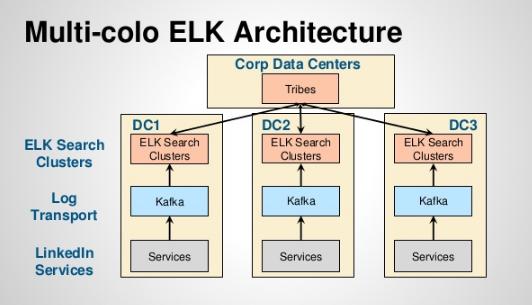 Multi-colo ELK Architecture
Corp Data Centers
Tribes
DC1
DC2
DC3
ELK Search
Clusters
ELK Search
Clusters
ELK Search
Clusters
ELK Search
Clusters
Log
Transport
Kafka
Kafka
Kafka
LinkedIn
Services
Services
Services
Services